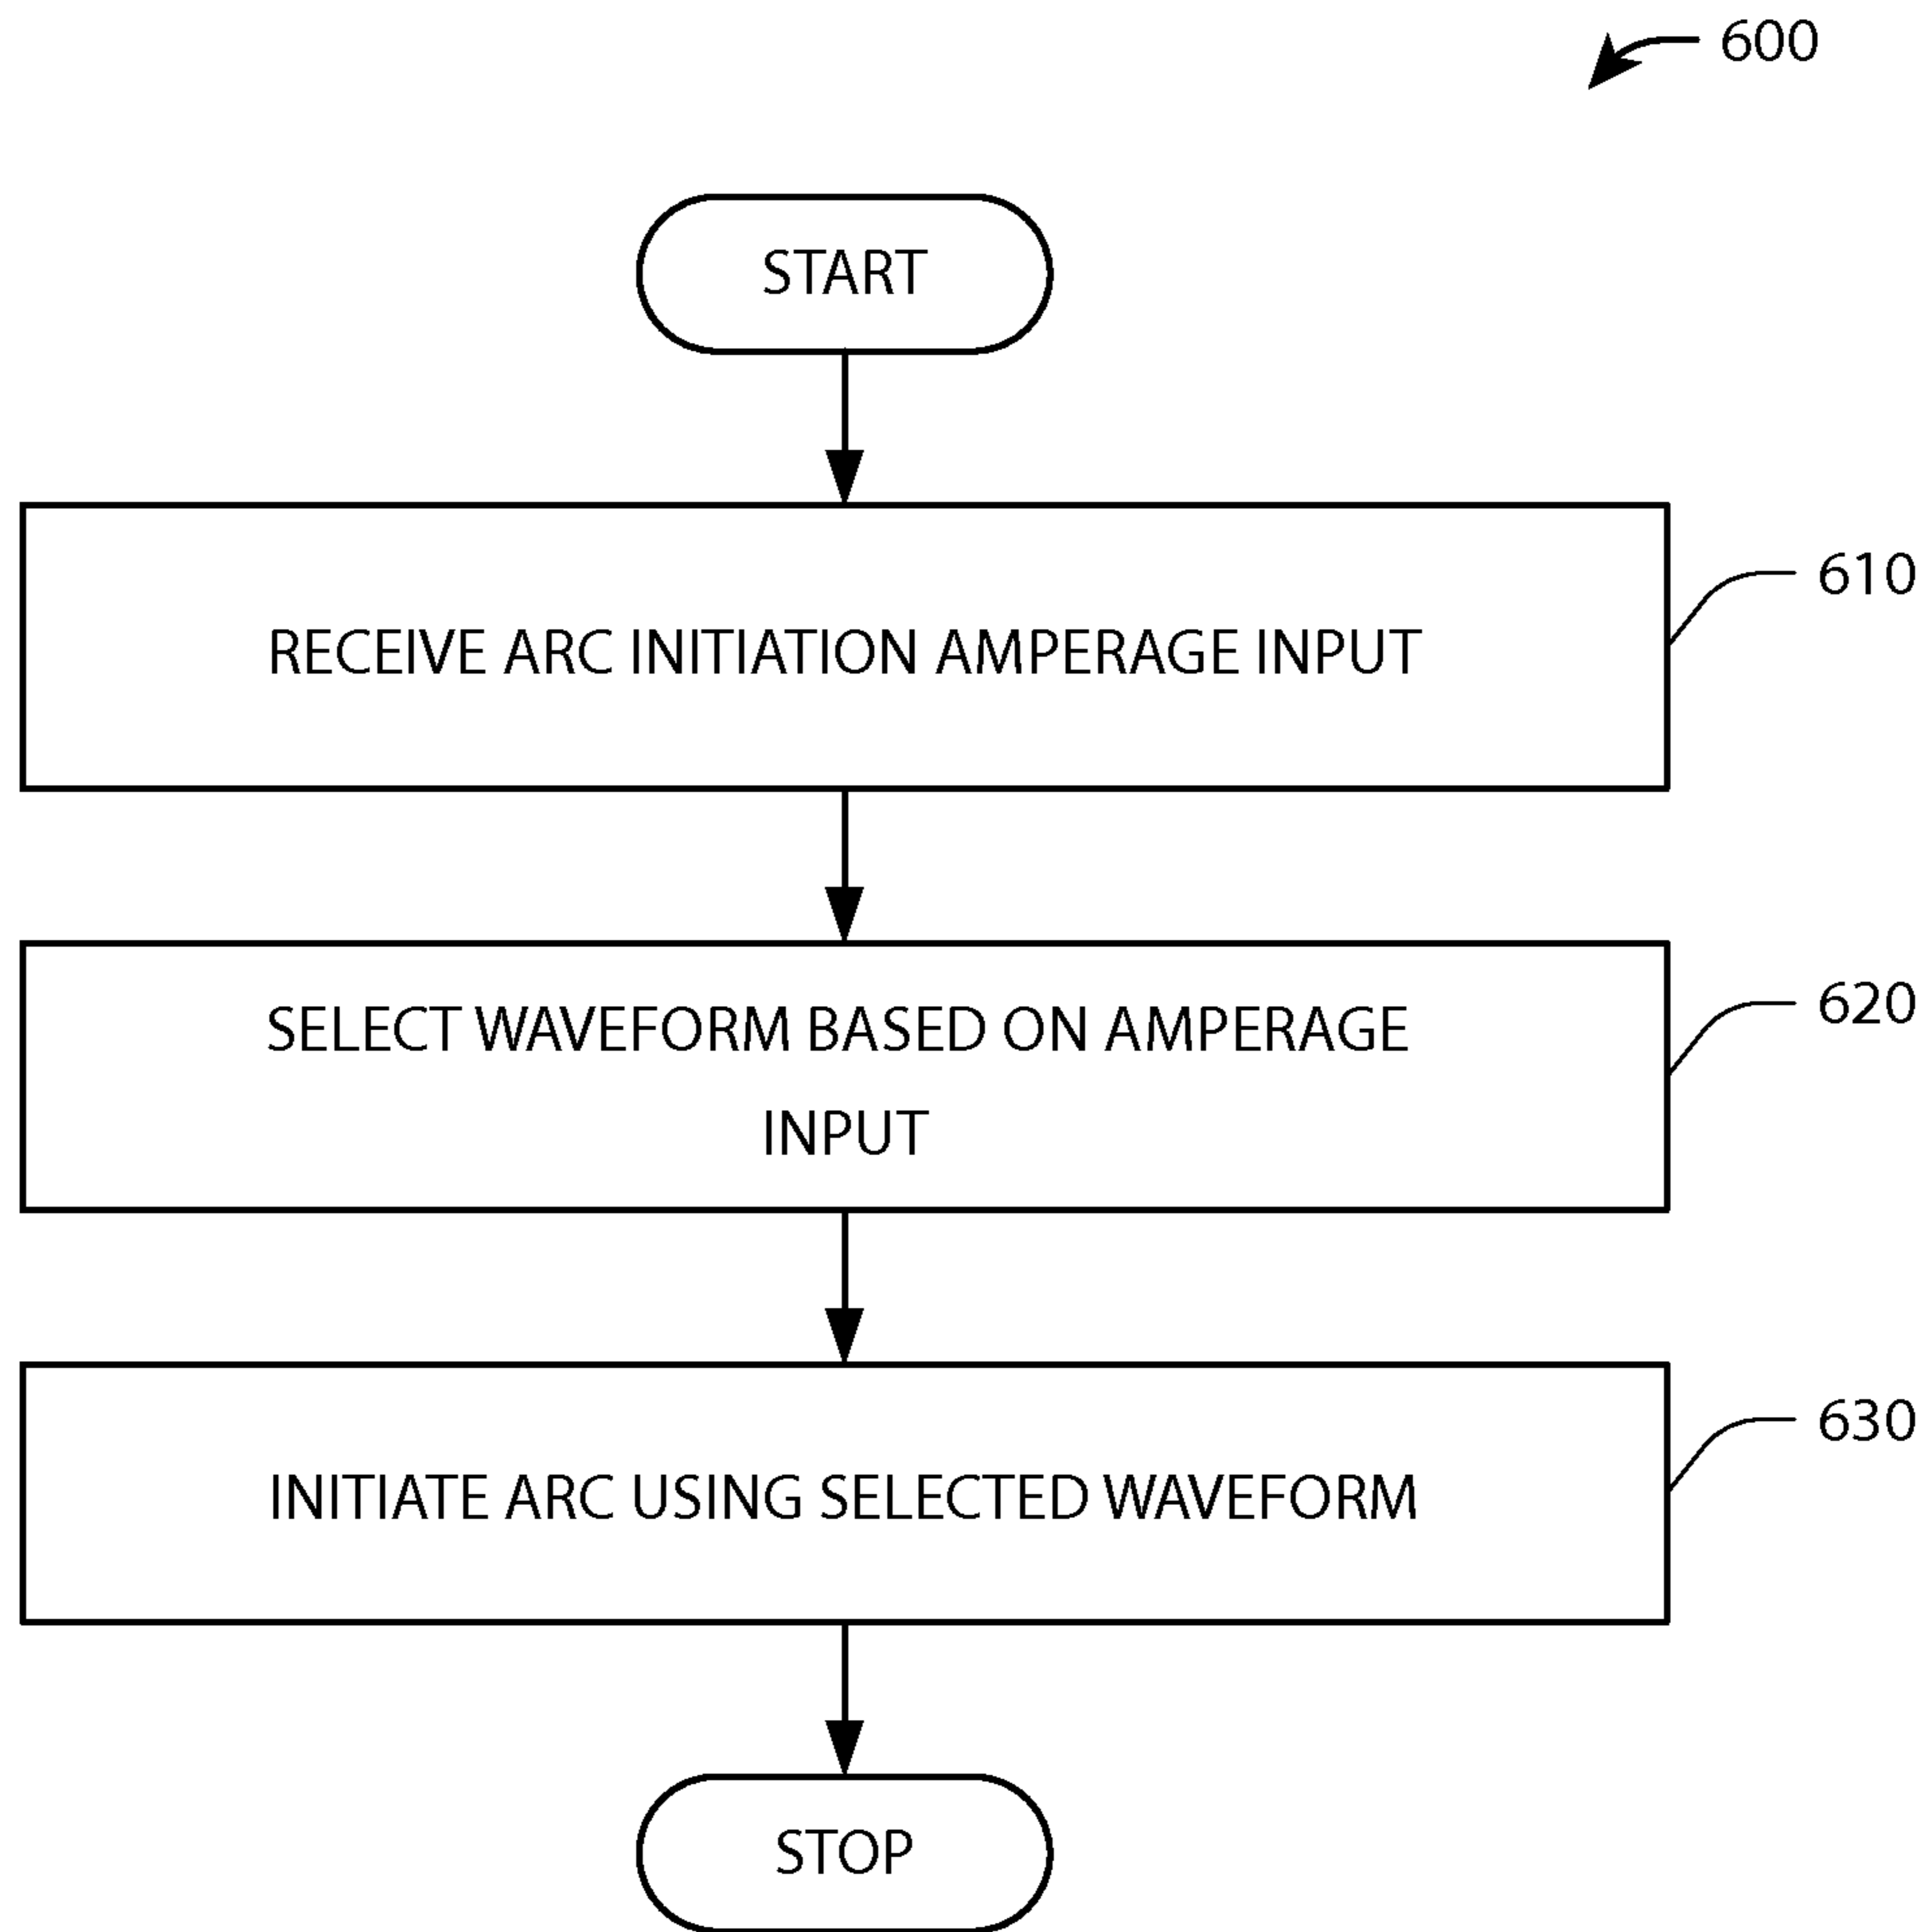 600
START
RECEIVE ARC INITIATION AMPERAGE INPUT
610
SELECT WAVEFORM BASED ON AMPERAGE
INPUT
620
INITIATE ARC USING SELECTED WAVEFORM
630
STOP